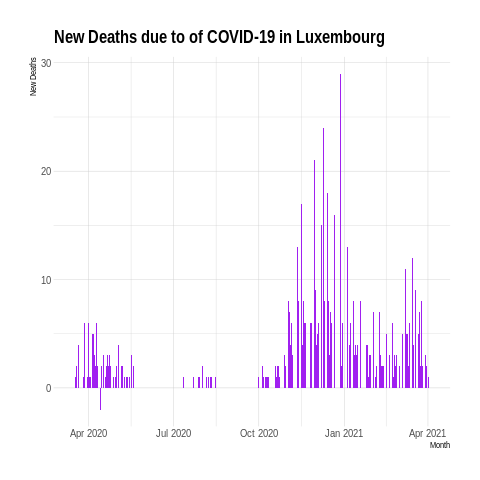 New Deaths due to of COVID-19 in Luxembourg
New Deaths
30
20
10
0
Apr 2020 Jul 2020 Oct 2020 Jan 2021 Apr 2021
Month